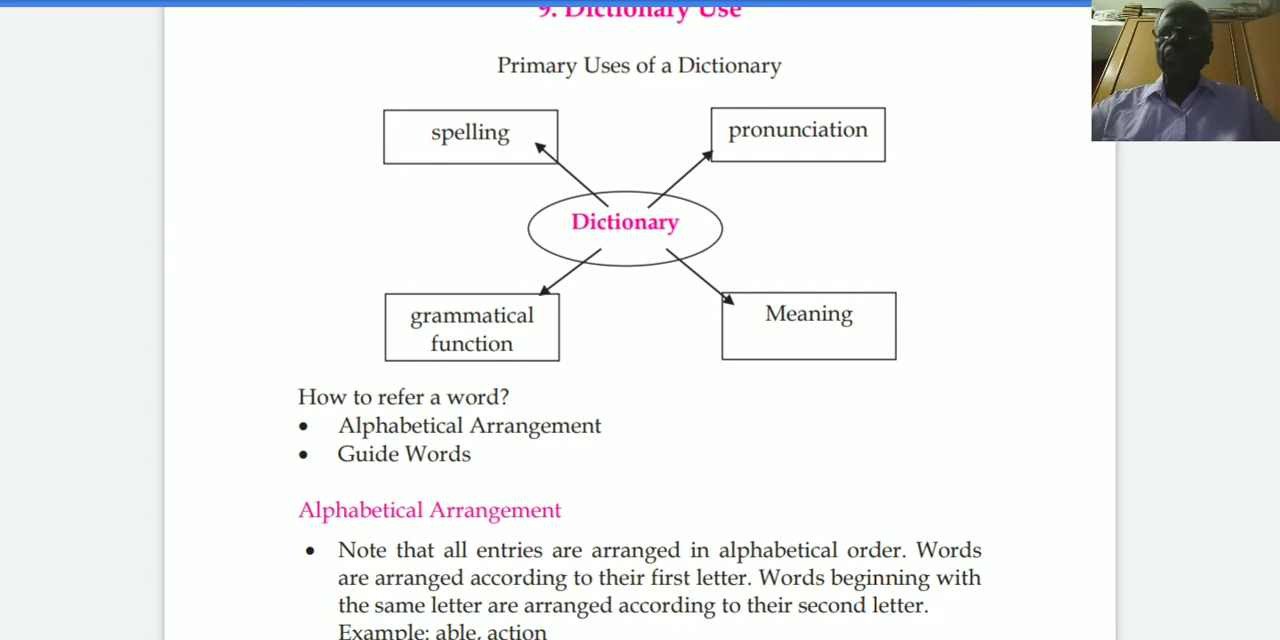 9. Dictionary Use
Primary Uses of a Dictionary
spelling
pronunciation
Dictionary
grammatical
function
Meaning
How to refer a word?
• Alphabetical Arrangement
• Guide Words
Alphabetical Arrangement
• Note that all entries are arranged in alphabetical order. Words
are arranged according to their first letter. Words beginning with
the same letter are arranged according to their second letter.
Example: able, action